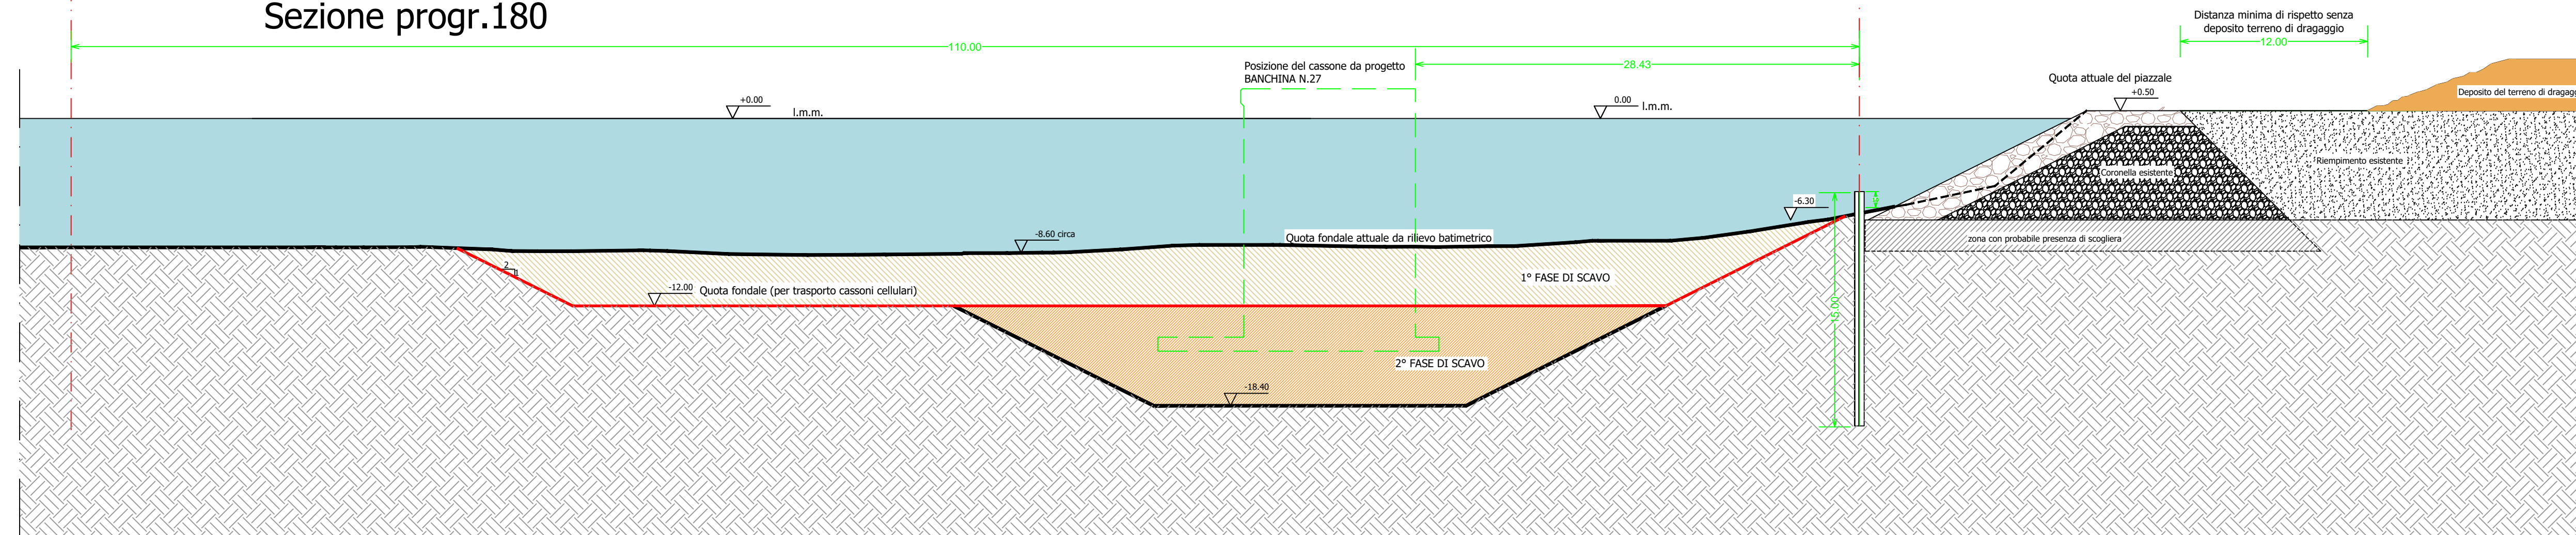 Sezione progr.180
Distanza minima di rispetto senza
deposito terreno di dragaggio
110.00
12.00
Posizione del cassone da progetto
BANCHINA N.27
28.43
Quota attuale del piazzale
+0.50
Deposito del terreno di
+0.00
l.m.m.
0.00
l.m.m.
Riempimento esistente
Coronella esistente
-6.30
-8.60 circa
Quota fondale attuale da rilievo batimetrico
zona con probabile presenza di scogliera
2
1
1° FASE DI SCAVO
-12.00
Quota fondale (per trasporto cassoni cellulari)
15.00
2° FASE DI SCAVO
-18.40